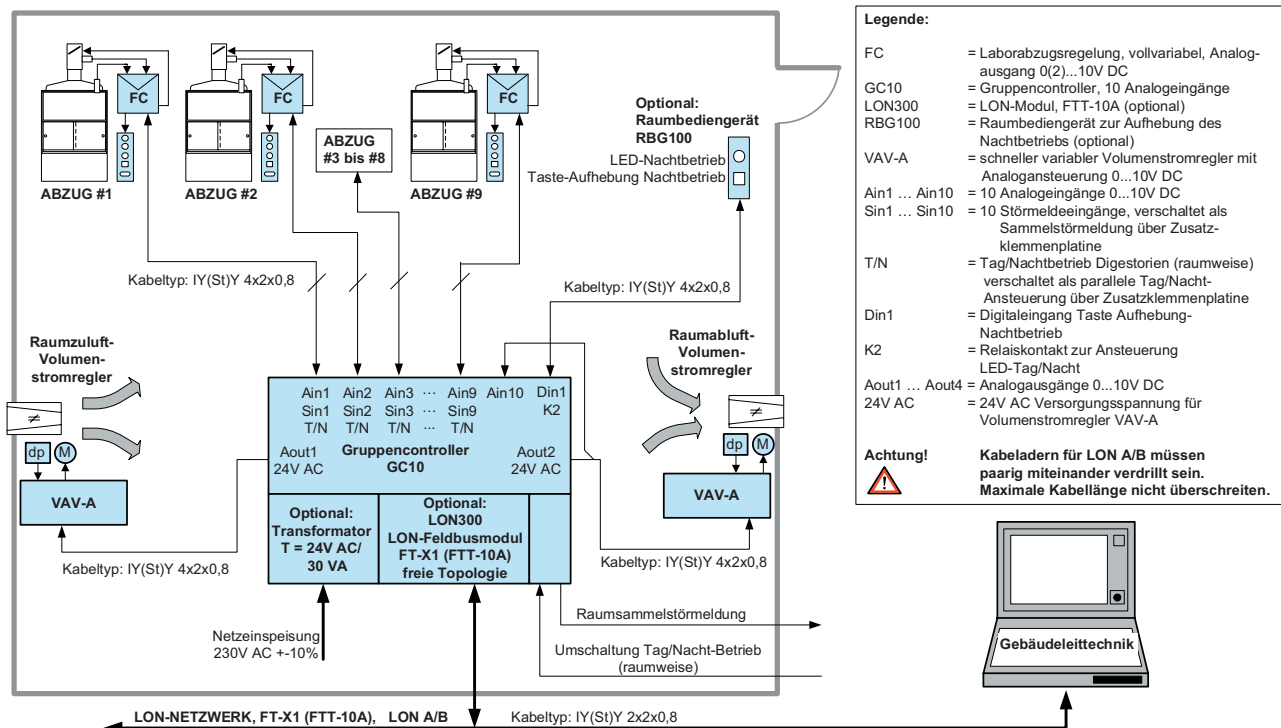 FC
FC
FC
ABZUG #1
ABZUG #2
ABZUG
#3 bis #8
ABZUG #9
Optional:
Raumbediengerät
RBG100
LED-Nachtbetrieb
Taste-Aufhebung Nachtbetrieb
Kabeltyp: IY(St)Y 4x2x0,8
Kabeltyp: IY(St)Y 4x2x0,8
Raumzuluft-
Volumen-
stromregler
Raumabluft-
Volumen-
stromregler
≠
dp
M
VAV-A
≠
dp
M
VAV-A
Ain1 Ain2 Ain3 ··· Ain9 Ain10 Din1
Sin1 Sin2 Sin3 ··· Sin9 K2
T/N T/N T/N ··· T/N
Aout1 Gruppencontroller Aout2
24V AC GC10 24V AC
Optional:
Transformator
T = 24V AC/
30 VA
Optional:
LON300
LON-Feldbusmodul
FT-X1 (FTT-10A)
freie Topologie
Kabeltyp: IY(St)Y 4x2x0,8
Kabeltyp: IY(St)Y 4x2x0,8
Netzeinspeisung
230V AC +-10%
Raumsammelstörmeldung
Umschaltung Tag/Nacht-Betrieb
(raumweise)
LON-NETZWERK, FT-X1 (FTT-10A), LON A/B
Kabeltyp: IY(St)Y 2x2x0,8
Legende:
FC = Laborabzugsregelung, vollvariabel, Analog-
ausgang 0(2)...10V DC
GC10 = Gruppencontroller, 10 Analogeingänge
LON300 = LON-Modul, FTT-10A (optional)
RBG100 = Raumbediengerät zur Aufhebung des
Nachtbetriebs (optional)
VAV-A = schneller variabler Volumenstromregler mit
Analogansteuerung 0...10V DC
Ain1 … Ain10 = 10 Analogeingänge 0...10V DC
Sin1 … Sin10 = 10 Störmeldeeingänge, verschaltet als
Sammelstörmeldung über Zusatz-
klemmenplatine
T/N = Tag/Nachtbetrieb Digestorien (raumweise)
verschaltet als parallele Tag/Nacht-
Ansteuerung über Zusatzklemmenplatine
Din1 = Digitaleingang Taste Aufhebung-
Nachtbetrieb
K2 = Relaiskontakt zur Ansteuerung
LED-Tag/Nacht
Aout1 … Aout4 = Analogausgänge 0...10V DC
24V AC = 24V AC Versorgungsspannung für
Volumenstromregler VAV-A
Achtung! Kabeladern für LON A/B müssen
paarig miteinander verdrillt sein.
Maximale Kabellänge nicht überschreiten.
!
Gebäudeleittechnik